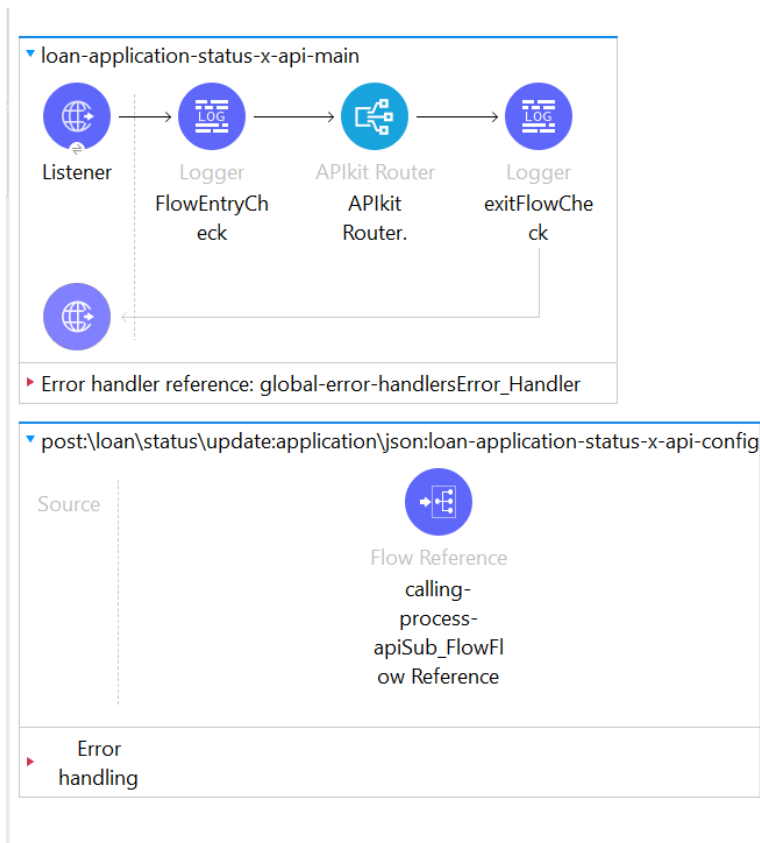 loan-application-status-x-api-main
LOG
LOG
Listener
Logger
APIkit Router
Logger
FlowEntryCh
eck
APIkit
Router.
exitFlowChe
ck
Error handler reference: global-error-handlersError_Handler
post:\loan\status\update:application\json:loan-application-status-x-api-config
Source
Flow Reference
calling-
process-
apiSub_FlowFl
ow Reference
Error
handling